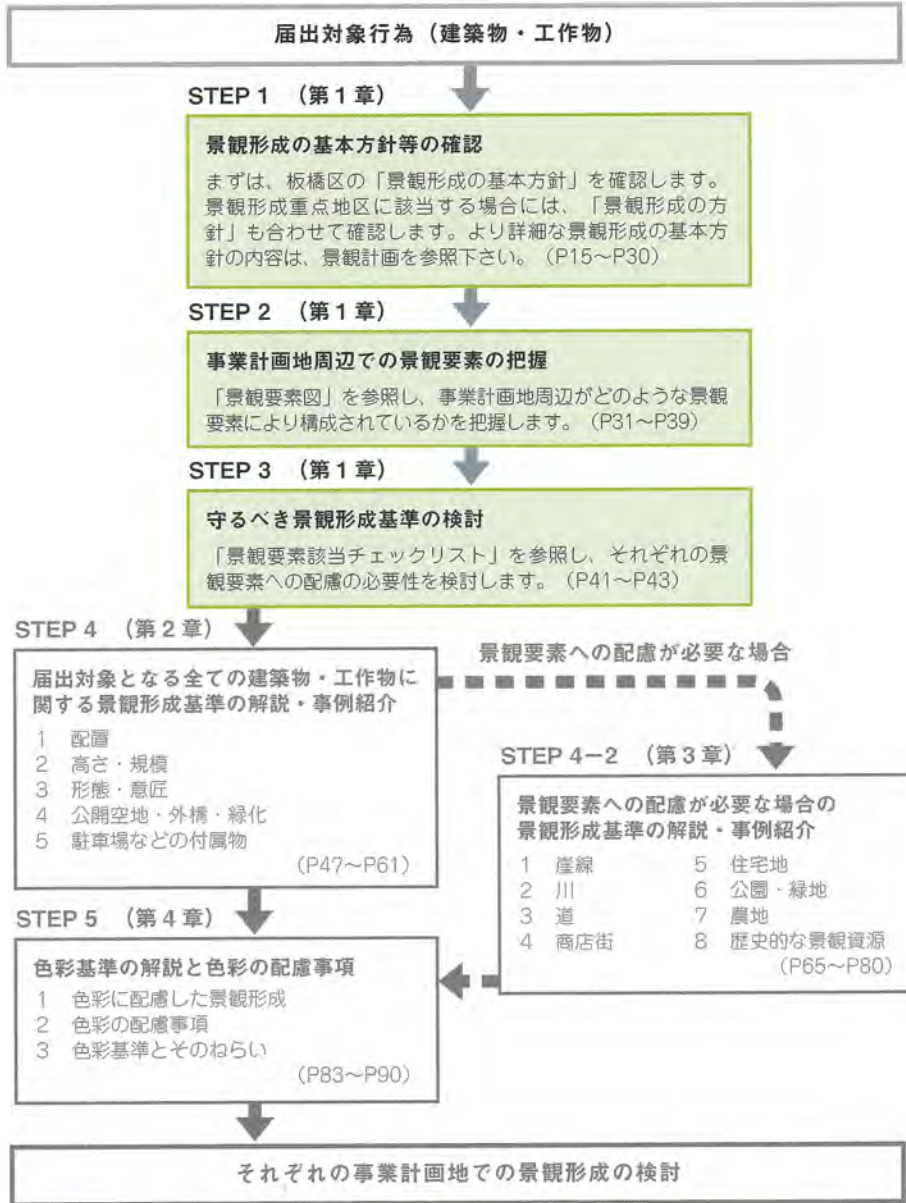 届出対象行為（建築物・工作物）
STEP 1　（第１章）
景観形成の基本方針等の確認
まずは、板橋区の「景観形成の基本方針」を確認します。
景観形成重点地区に該当する場合には、「景観形成の方
針」も合わせて確認します。より詳細な景観形成の基本方
針の内容は、景観計画を参照下さい。（P15～P30）
STEP 2　（第１章）
事業計画地周辺での景観要素の把握
「景観要素図」を参照し、事業計画地周辺がどのような景観
要素により構成されているかを把握します。（P31～P39）
STEP 3　（第１章）
守るべき景観形成基準の検討
「景観要素該当チェックリスト」を参照し、それぞれの景
観要素への配慮の必要性を検討します。（P41～P43）
STEP 4　（第２章）
届出対象となる全ての建築物・工作物に
関する景観形成基準の解説・事例紹介
1　配置
2　高さ・規模
3　形態・意匠
4　公開空地・外構・緑化
5　駐車場などの付属物
（P47～P61）
景観要素への配慮が必要な場合
STEP 4－2　（第３章）
景観要素への配慮が必要な場合の
景観形成基準の解説・事例紹介
1　崖線
2　川
3　道
4　商店街
5　住宅地
6　公園・緑地
7　農地
8　歴史的な景観資源
（P65～P80）
STEP 5　（第４章）
色彩基準の解説と色彩の配慮事項
1　色彩に配慮した景観形成
2　色彩の配慮事項
3　色彩基準とそのねらい
（P83～P90）
それぞれの事業計画地での景観形成の検討